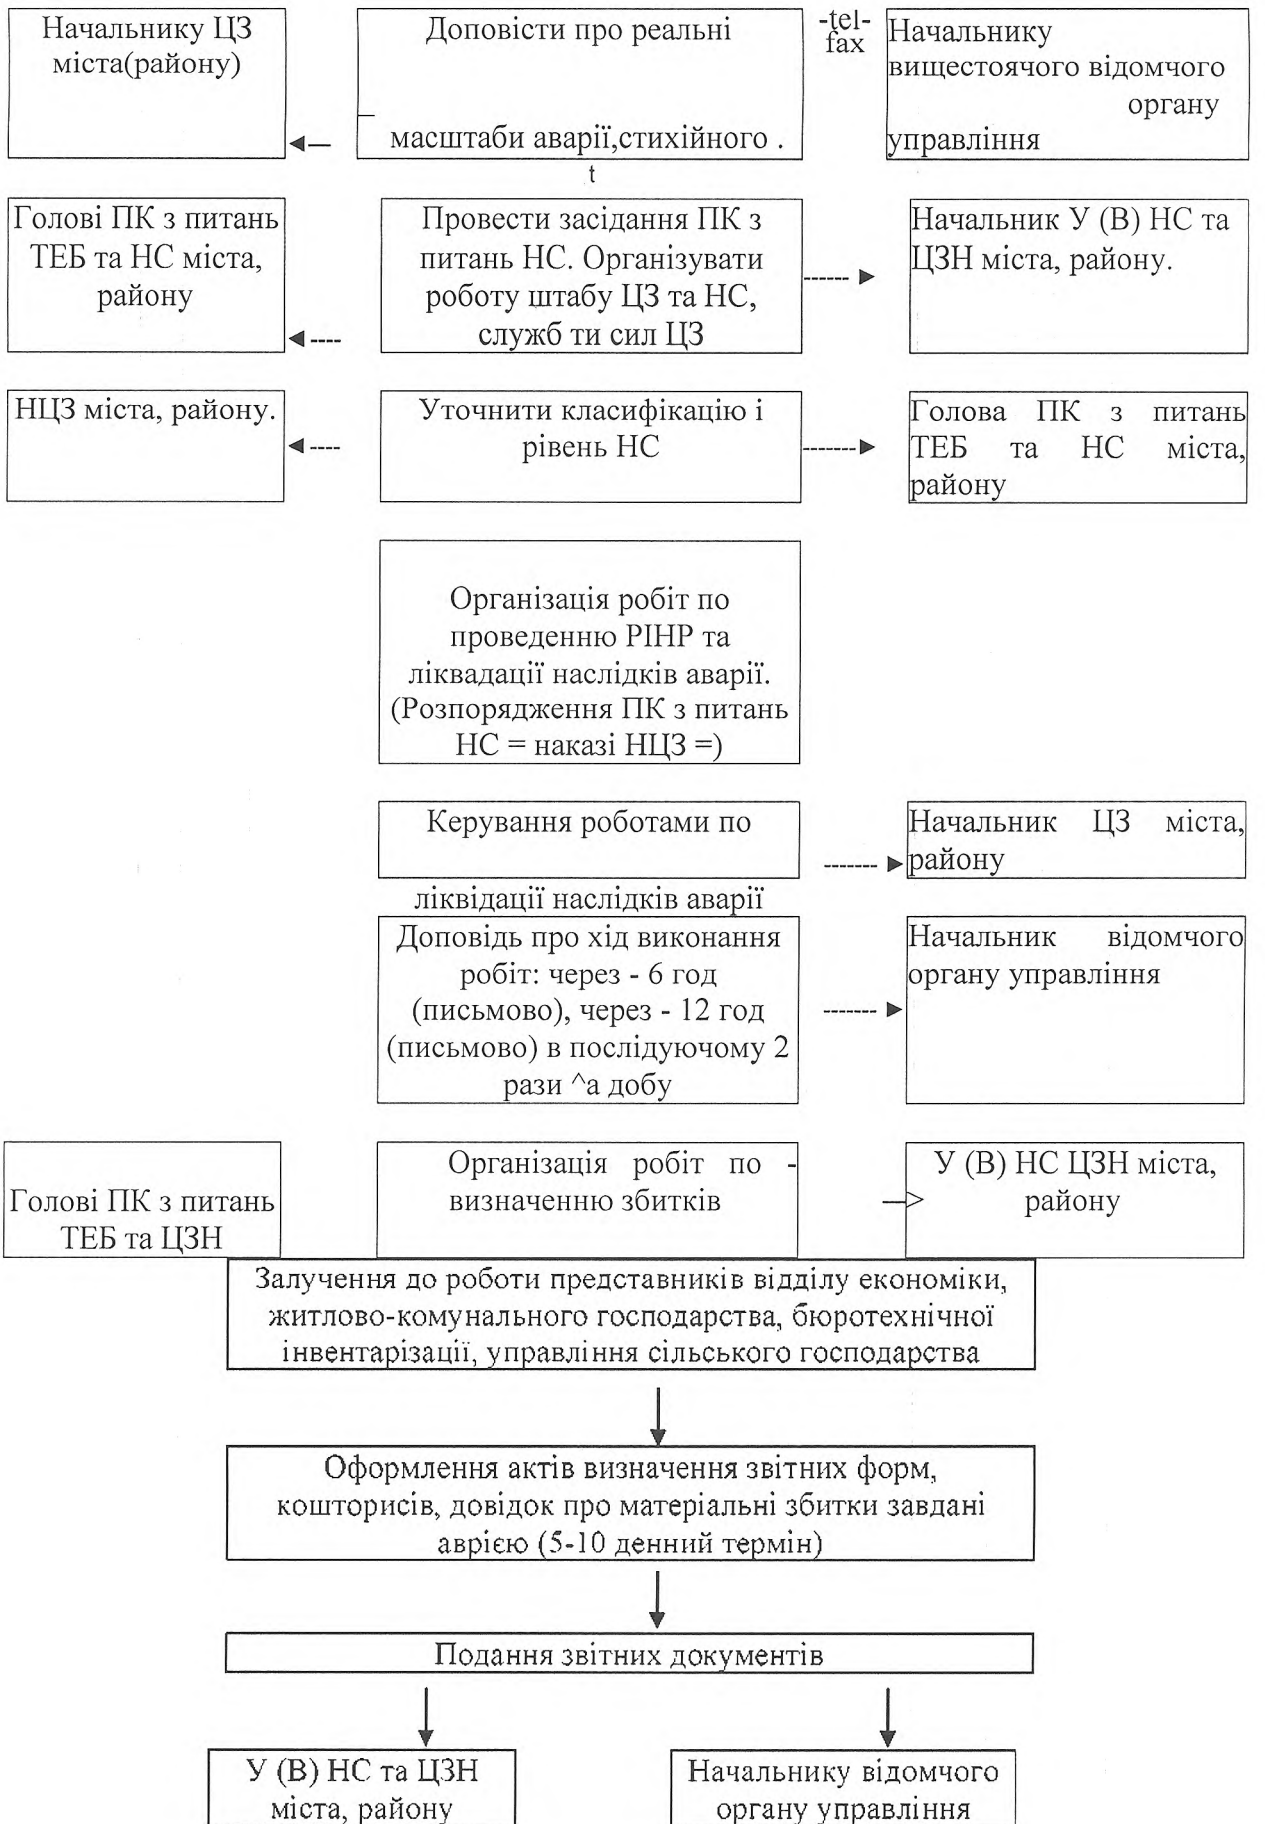 Начальнику ЦЗ
міста(району)
Доповісти про реальні
масштаби аварії,стихійного .
t
-tel-
fax
Начальнику
вищестоячого відомчого
органу
управління
Голові ПК з питань
ТЕБ та НС міста,
району
Провести засідання ПК з
питань НС. Організувати
роботу штабу ЦЗ та НС,
служб ти сил ЦЗ
Начальник У (В) НС та
ЦЗН міста, району.
НЦЗ міста, району.
Уточнити класифікацію і
рівень НС
Голова ПК з питань
ТЕБ та НС міста,
району
Організація робіт по
проведенню РІНР та
ліквадації наслідків аварії.
(Розпорядження ПК з питань
НС = наказі НЦЗ =)
Керування роботами по
ліквідації наслідків аварії
Начальник ЦЗ міста,
району
Доповідь про хід виконання
робіт: через - 6 год
(письмово), через - 12 год
(письмово) в послідуючому 2
рази ^а добу
Начальник відомчого
органу управління
Голові ПК з питань
ТЕБ та ЦЗН
Організація робіт по -
визначенню збитків
У (В) НС ЦЗН міста,
району
Залучення до роботи представників відділу економіки,
житлово-комунального господарства, бюротехнічної
інвентарізації, управління сільського господарства
Оформлення актів визначення звітних форм,
кошторисів, довідок про матеріальні збитки завдані
аврією (5-10 денний термін)
Подання звітних документів
У (В) НС та ЦЗН
міста, району
Начальнику відомчого
органу управління